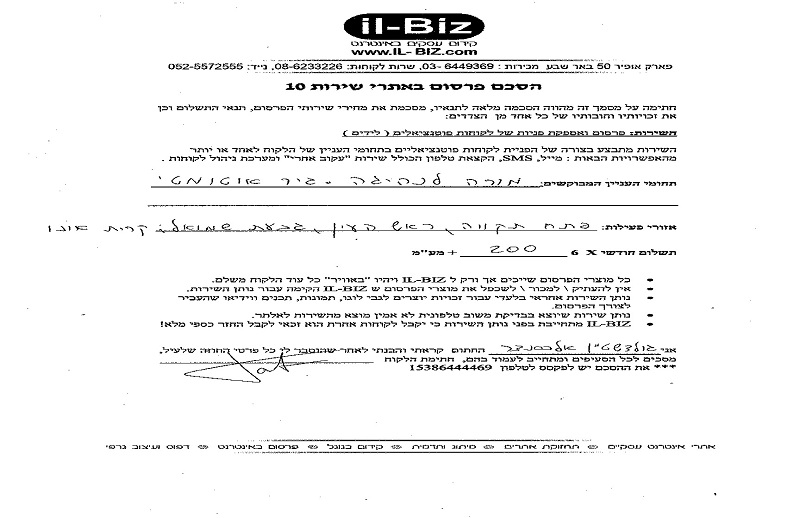 il-Biz
קידום עסקים באינטרנט
www.IL-BIZ.com
פארק אופיר 50 באר שבע מכירות : 03-6449369, שרות לקוחות: 08-6233226, נייד: 052-5572555
הסכם פרסום באתרי שירות 10
חתימה על מסמך זה מהווה הסכמה מלאה לתנאיו, מסכמת את מחירי שירותי הפרסום, תנאי התשלום וכן
את זכויותיו וחובותיו של כל אחד מן הצדדים:
השירות: פרסום ואספקת פניות של לקוחות פוטנציאליים ( לידים )
השירות מתבצע בצורה של הפניית לקוחות פוטנציאליים בתחומי העניין של הלקוח לאחד או יותר
מהאפשרויות הבאות : מייל, SMS, הקצאת טלפון הכולל שירות "עקוב אחרי" ומערכת ניהול לקוחות .
תחומי העניין המבוקשים: מורה לנהיגה - גיר אוטומטי
אזורי פעילות: פתח תקווה, ראש העין, גבעת שמואל, קרית אונו
תשלום חודשי X 6 200 + מע"מ
• כל מוצרי הפרסום שייכים אך ורק ל IL-BIZ ויהיו "באוויר" כל עוד הלקוח משלם.
• אין להעתיק \ למכור \ לשכפל את מוצרי הפרסום ש IL-BIZ הקימה עבור נותן השירות.
• נותן השירות אחראי בלעדי עבור זכויות יוצרים לגבי לוגו, תמונות, תכנים ווידיאו שהעביר
לצורך הפרסום.
• נותן שירות שיוצא בבדיקת משוב טלפונית לא אמין מוצא מהשירות לאלתר.
• IL-BIZ מתחייבת בפני נותן השירות כי יקבל לקוחות אחרת הוא זכאי לקבל החזר כספי מלא!
אני גולדשטיין אלכסנדר החתום קראתי והבנתי לאחר שהוסבר לי כל פרטי החוזה שלעיל,
מסכים לכל הסעיפים ומתחייב לעמוד בהם, חתימת הלקוח
*** את ההסכם יש לפקסס לטלפון 15386444469
אתרי אינטרנט עסקיים תחזוקת אתרים מיתוג ותדמית קידום בגוגל פרסום באינטרנט דפוס ועיצוב גרפי